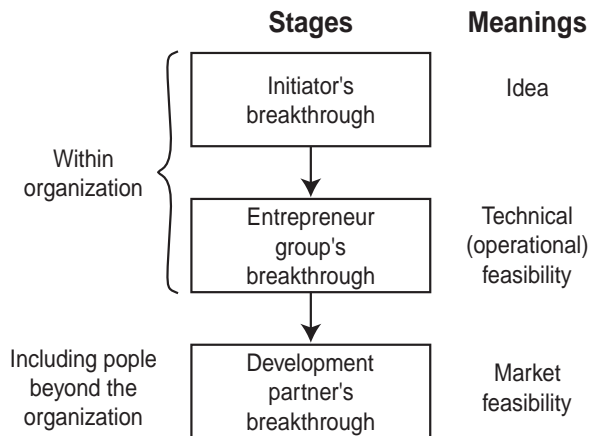 Stages Meanings
Initiator's
breakthrough
Idea
Within
organization
Entrepreneur
group's
breakthrough
Technical
(operational)
feasibility
Including pople
beyond the
organization
Development
partner's
breakthrough
Market
feasibility